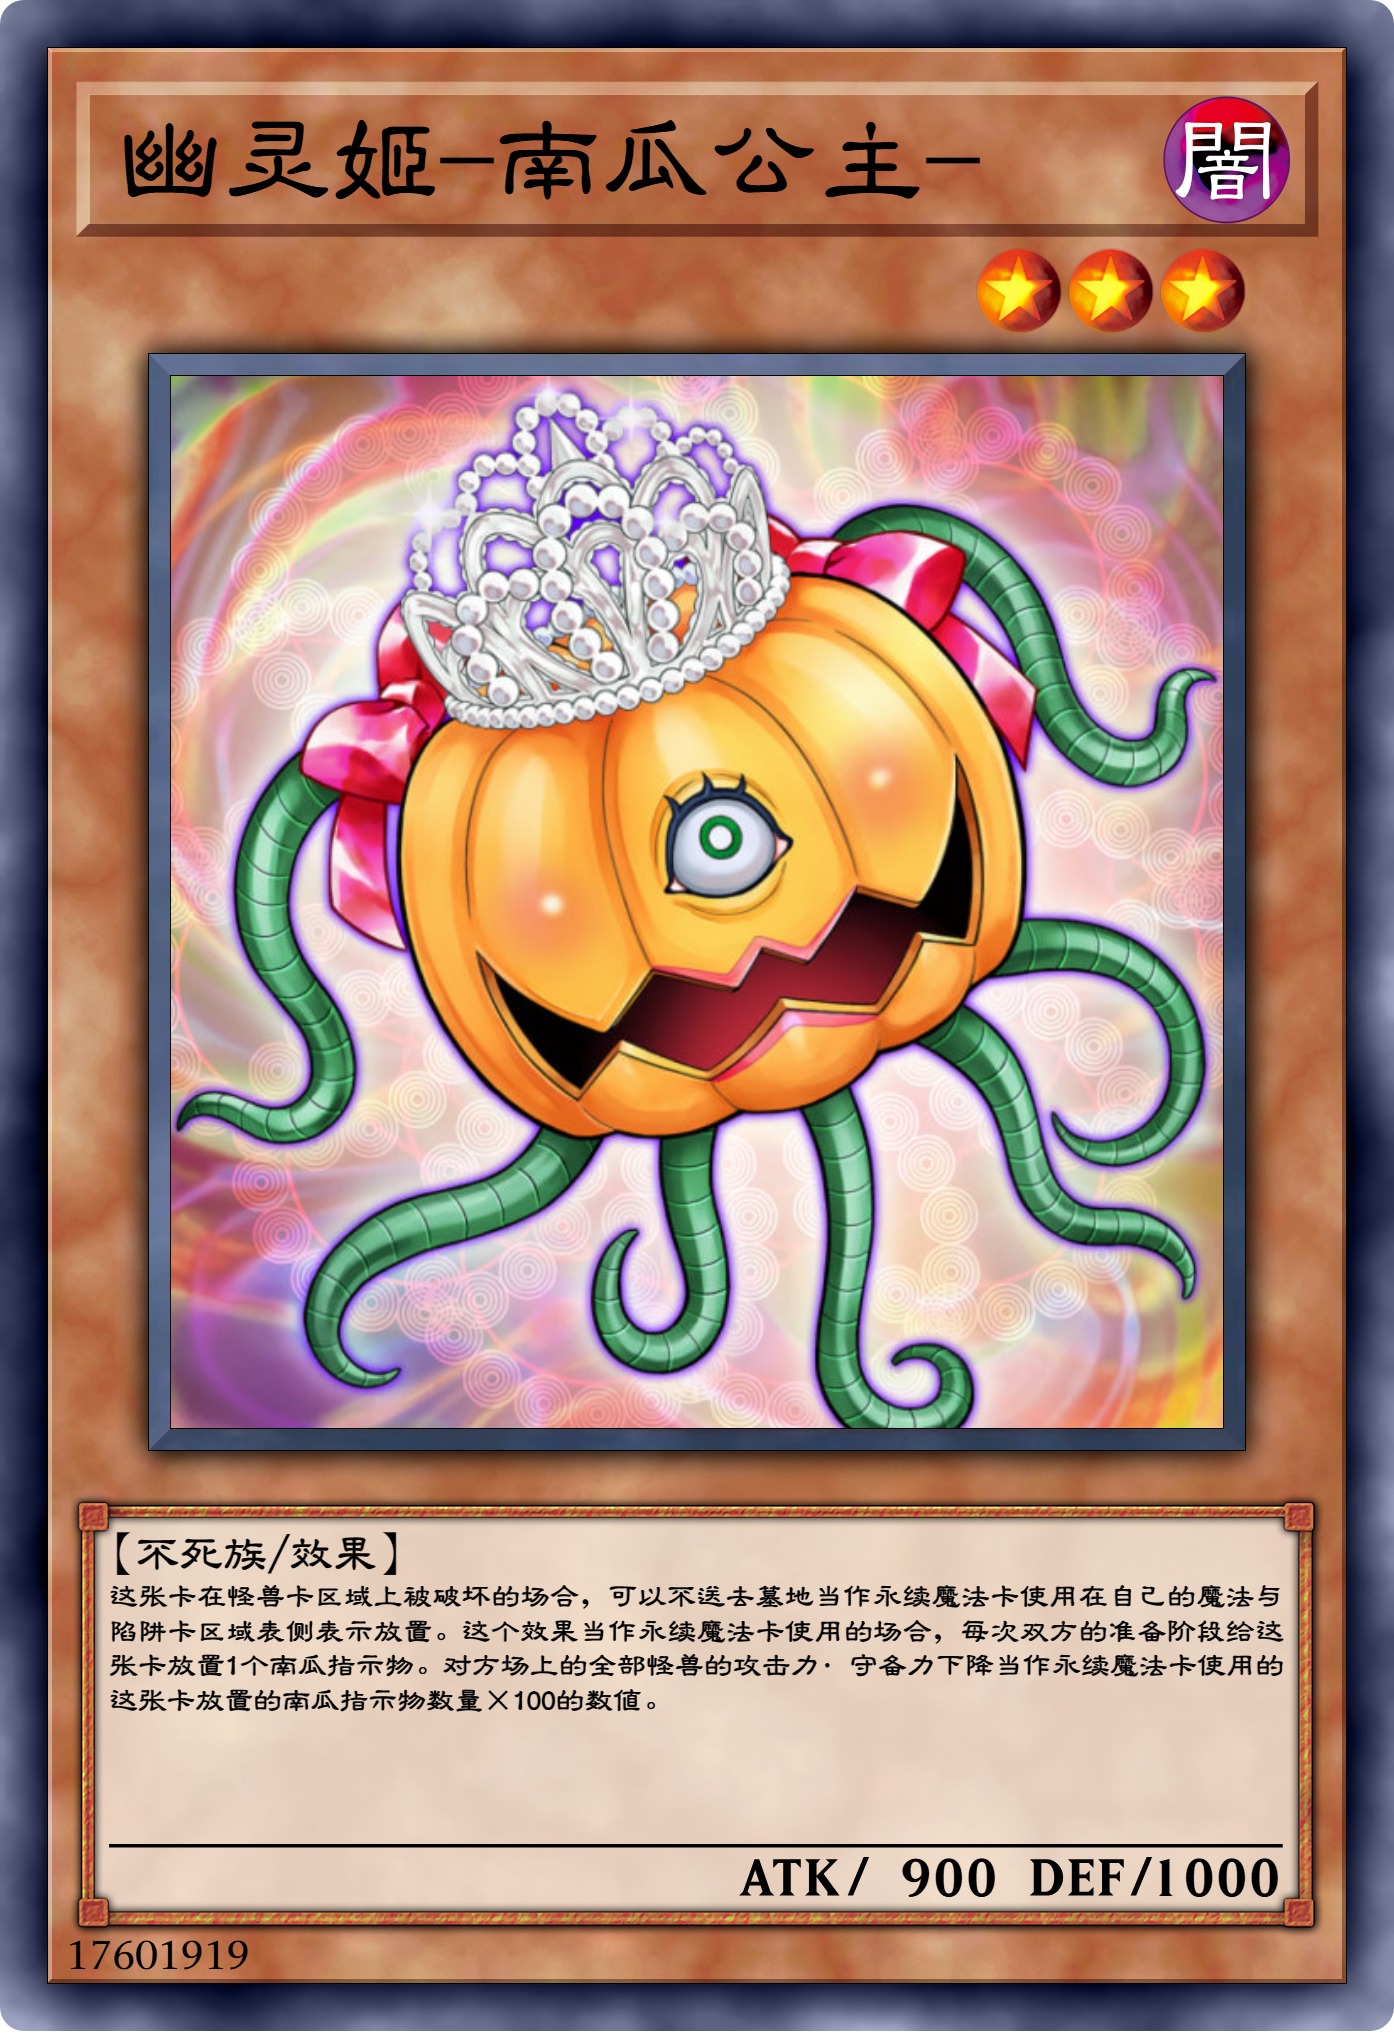 幽灵姬-南瓜公主-
闇
【不死族/效果】
这张卡在怪兽卡区域上被破坏的场合，可以不送去墓地当作永续魔法卡使用在自己的魔法与
陷阱卡区域表侧表示放置。这个效果当作永续魔法卡使用的场合，每次双方的准备阶段给这
张卡放置1个南瓜指示物。对方场上的全部怪兽的攻击力·守备力下降当作永续魔法卡使用的
这张卡放置的南瓜指示物数量×100的数值。
ATK/ 900 DEF/1000
17601919